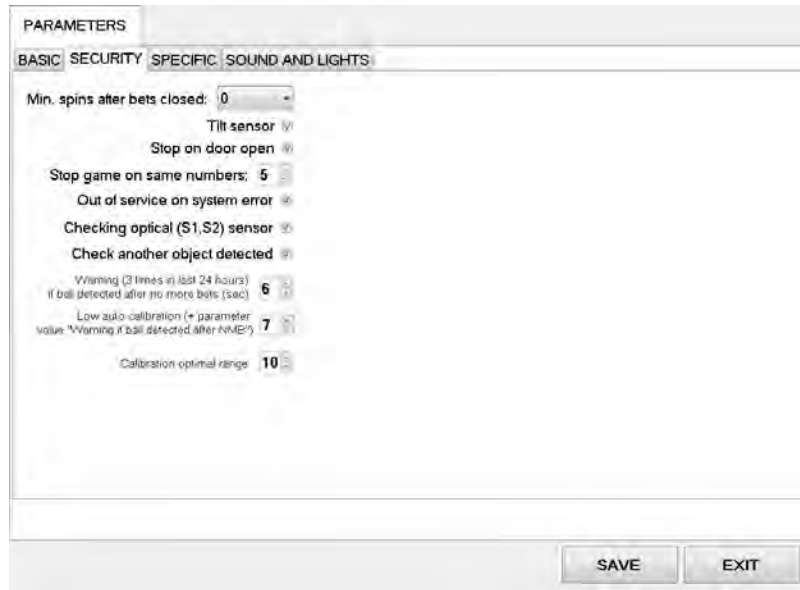 PARAMETERS
BASIC SECURITY SPECIFIC SOUND AND LIGHTS
Min. spins after bets closed: 0
Tilt sensor
Stop on door open
Stop game on same numbers: 5
Out of service on system error
Checking optical (S1,S2) sensor
Check another object detected
Warning (3 times in last 24 hours)
if ball detected after no more bets (sec) 6
Low auto calibration (+ parameter
value "Warning if ball detected after NMB") 7
Calibration optimal range 10
SAVE EXIT